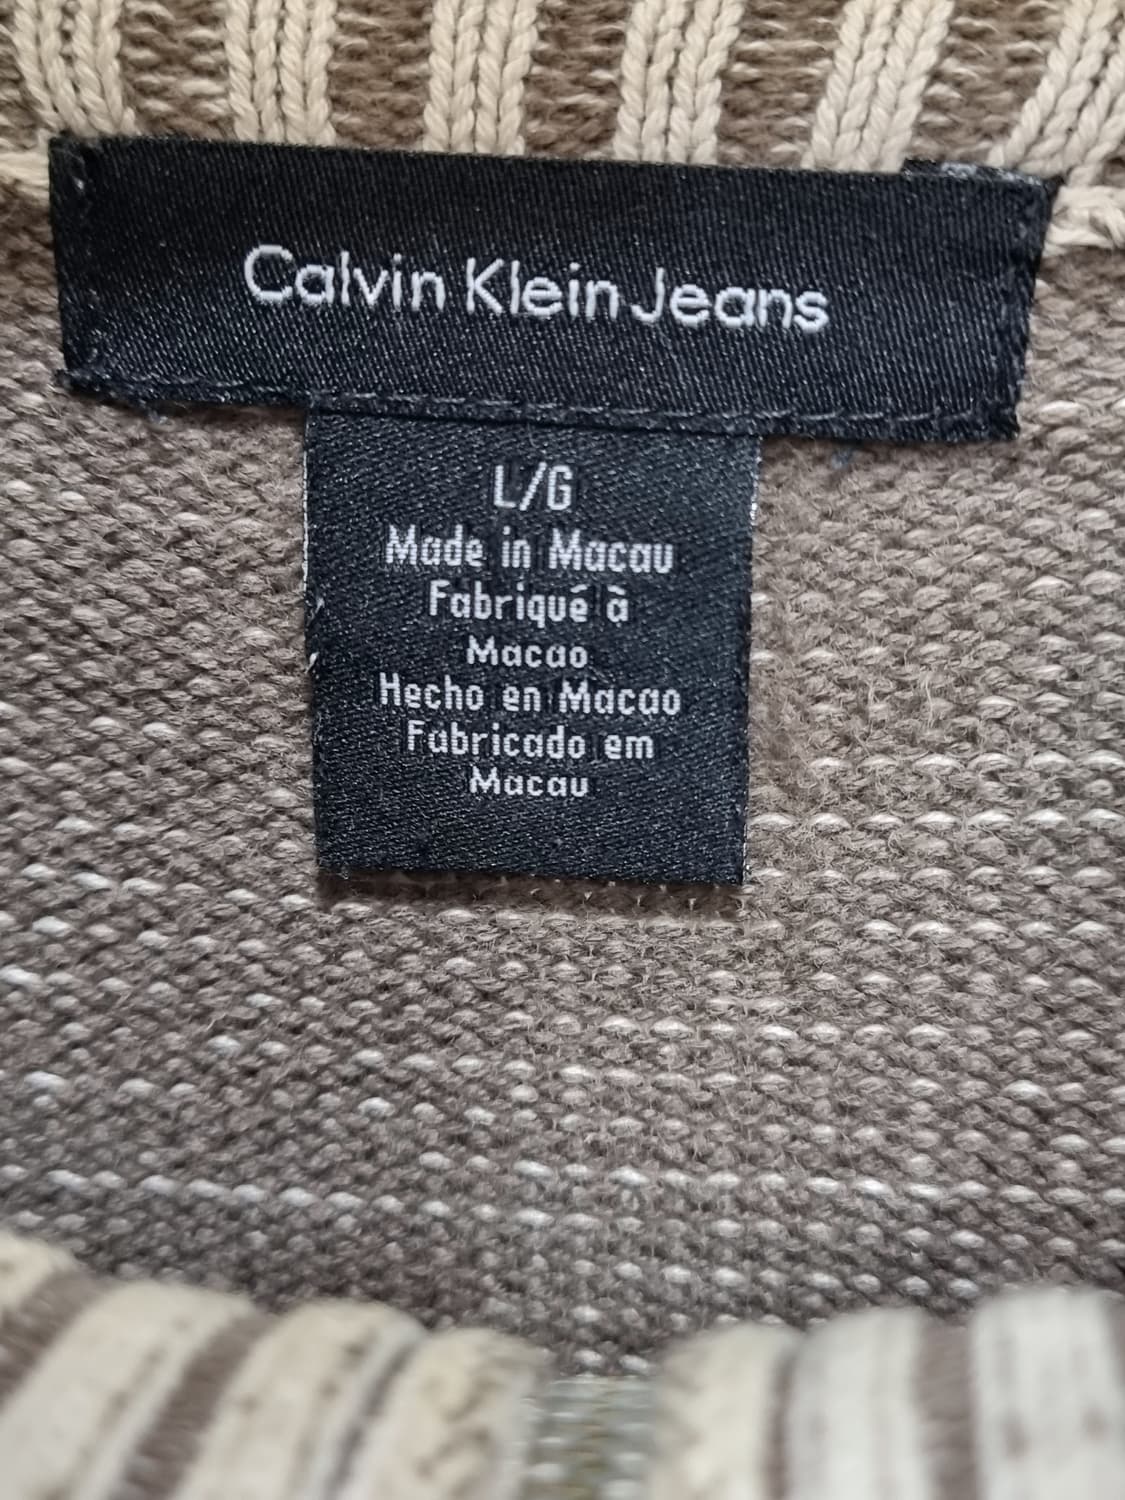 Calvin Klein Jeans
L/G
Made in Macau
Fabriqué à
Macao
Hecho en Macao
Fabricado em
Macau